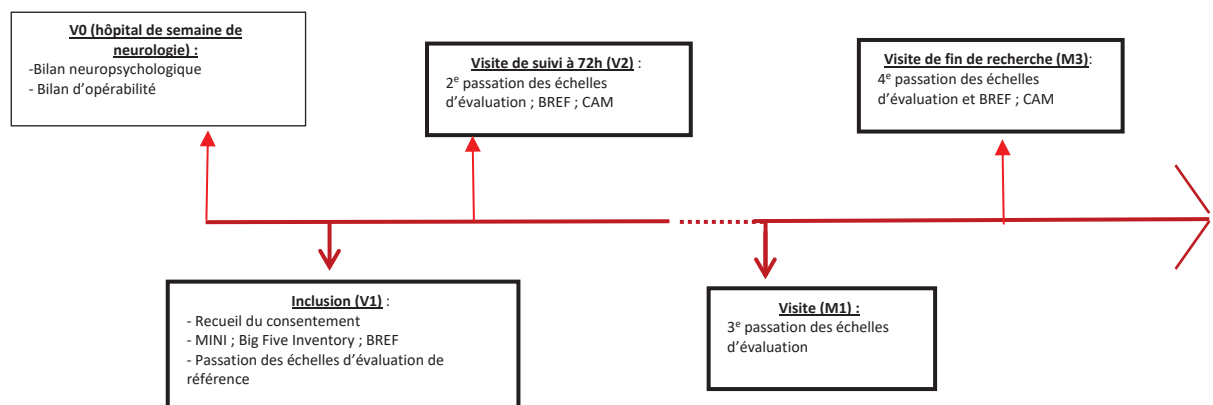 V0 (hôpital de semaine de
neurologie) :
-Bilan neuropsychologique
- Bilan d'opérabilité
Visite de suivi à 72h (V2) :
2e passation des échelles
d'évaluation ; BREF ; CAM
Visite de fin de recherche (M3):
4e passation des échelles
d'évaluation et BREF ; CAM
Inclusion (V1) :
- Recueil du consentement
- MINI ; Big Five Inventory ; BREF
- Passation des échelles d'évaluation de
référence
Visite (M1) :
3e passation des échelles
d'évaluation